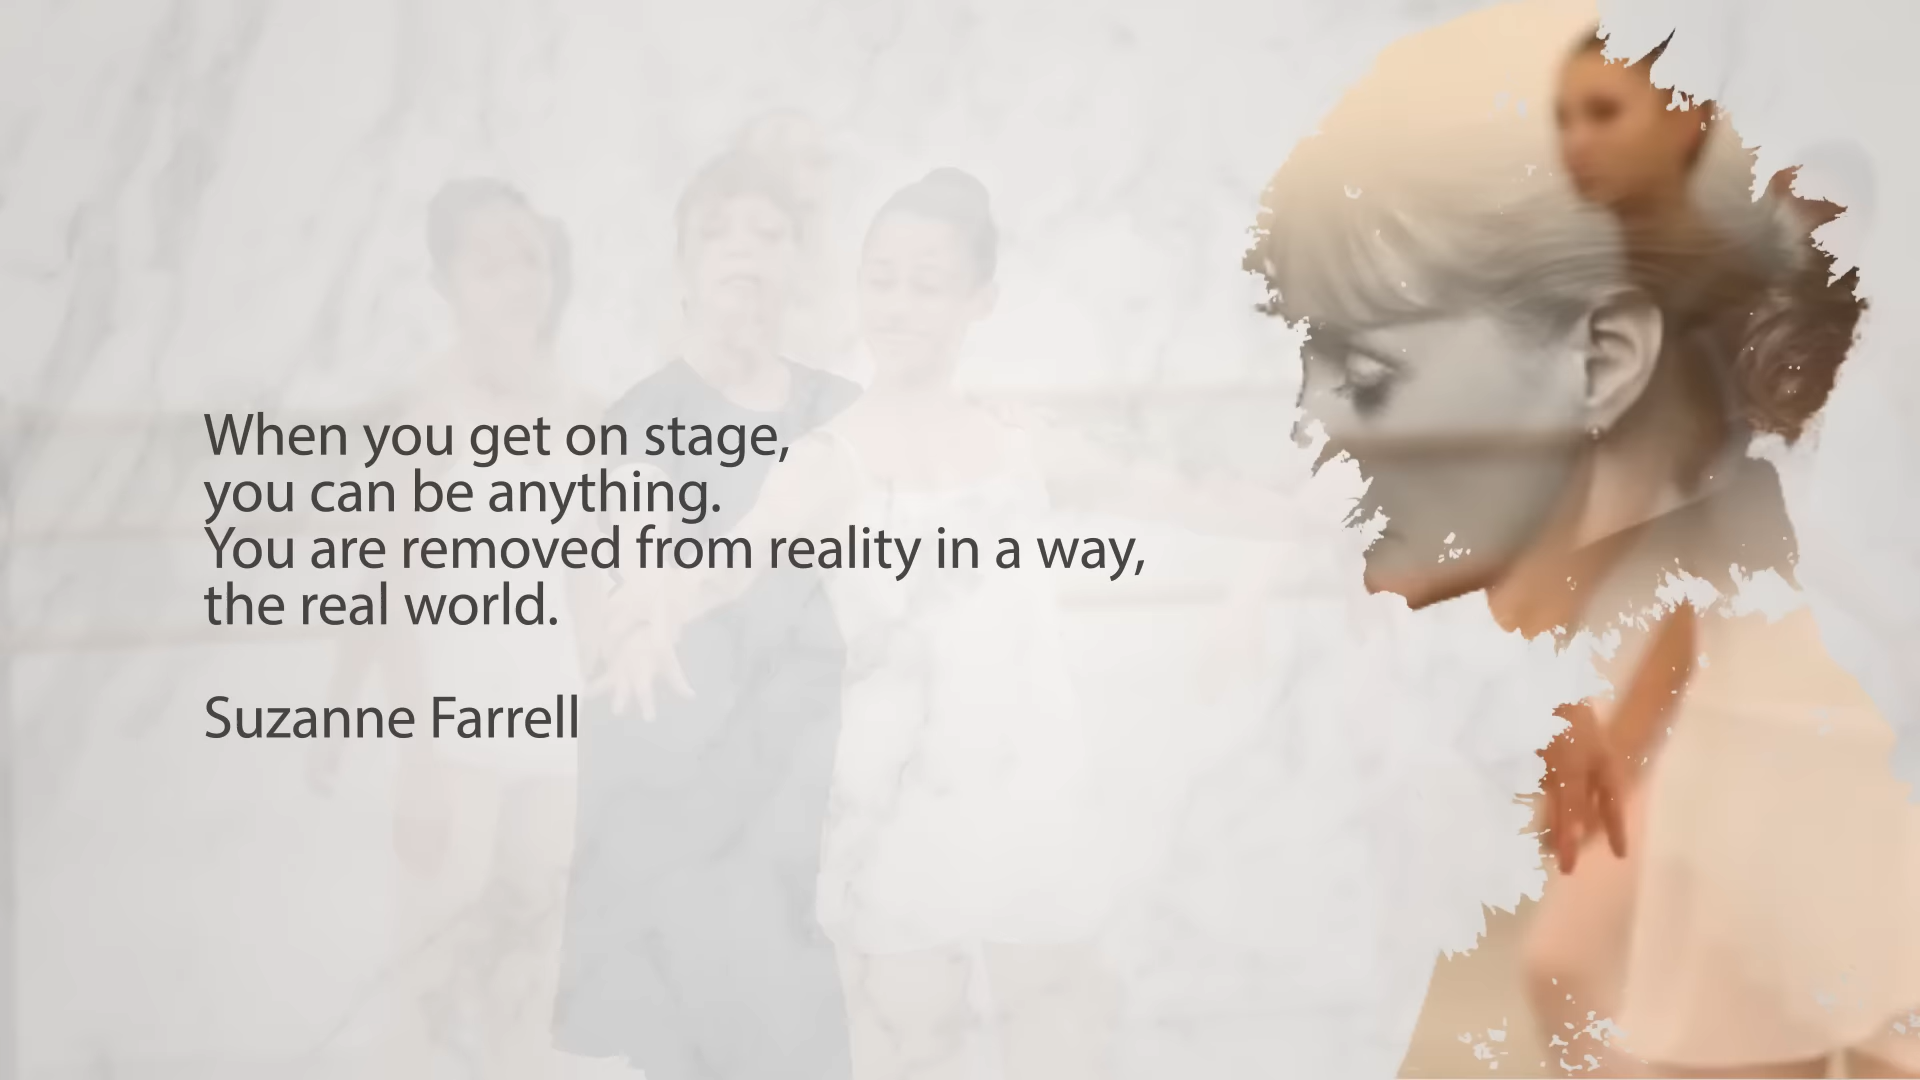 When you get on stage,
you can be anything.
You are removed from reality in a way,
the real world.
Suzanne Farrell